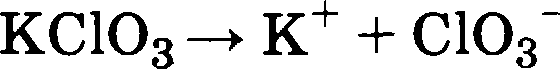 KClO₃ → K⁺ + ClO₃⁻